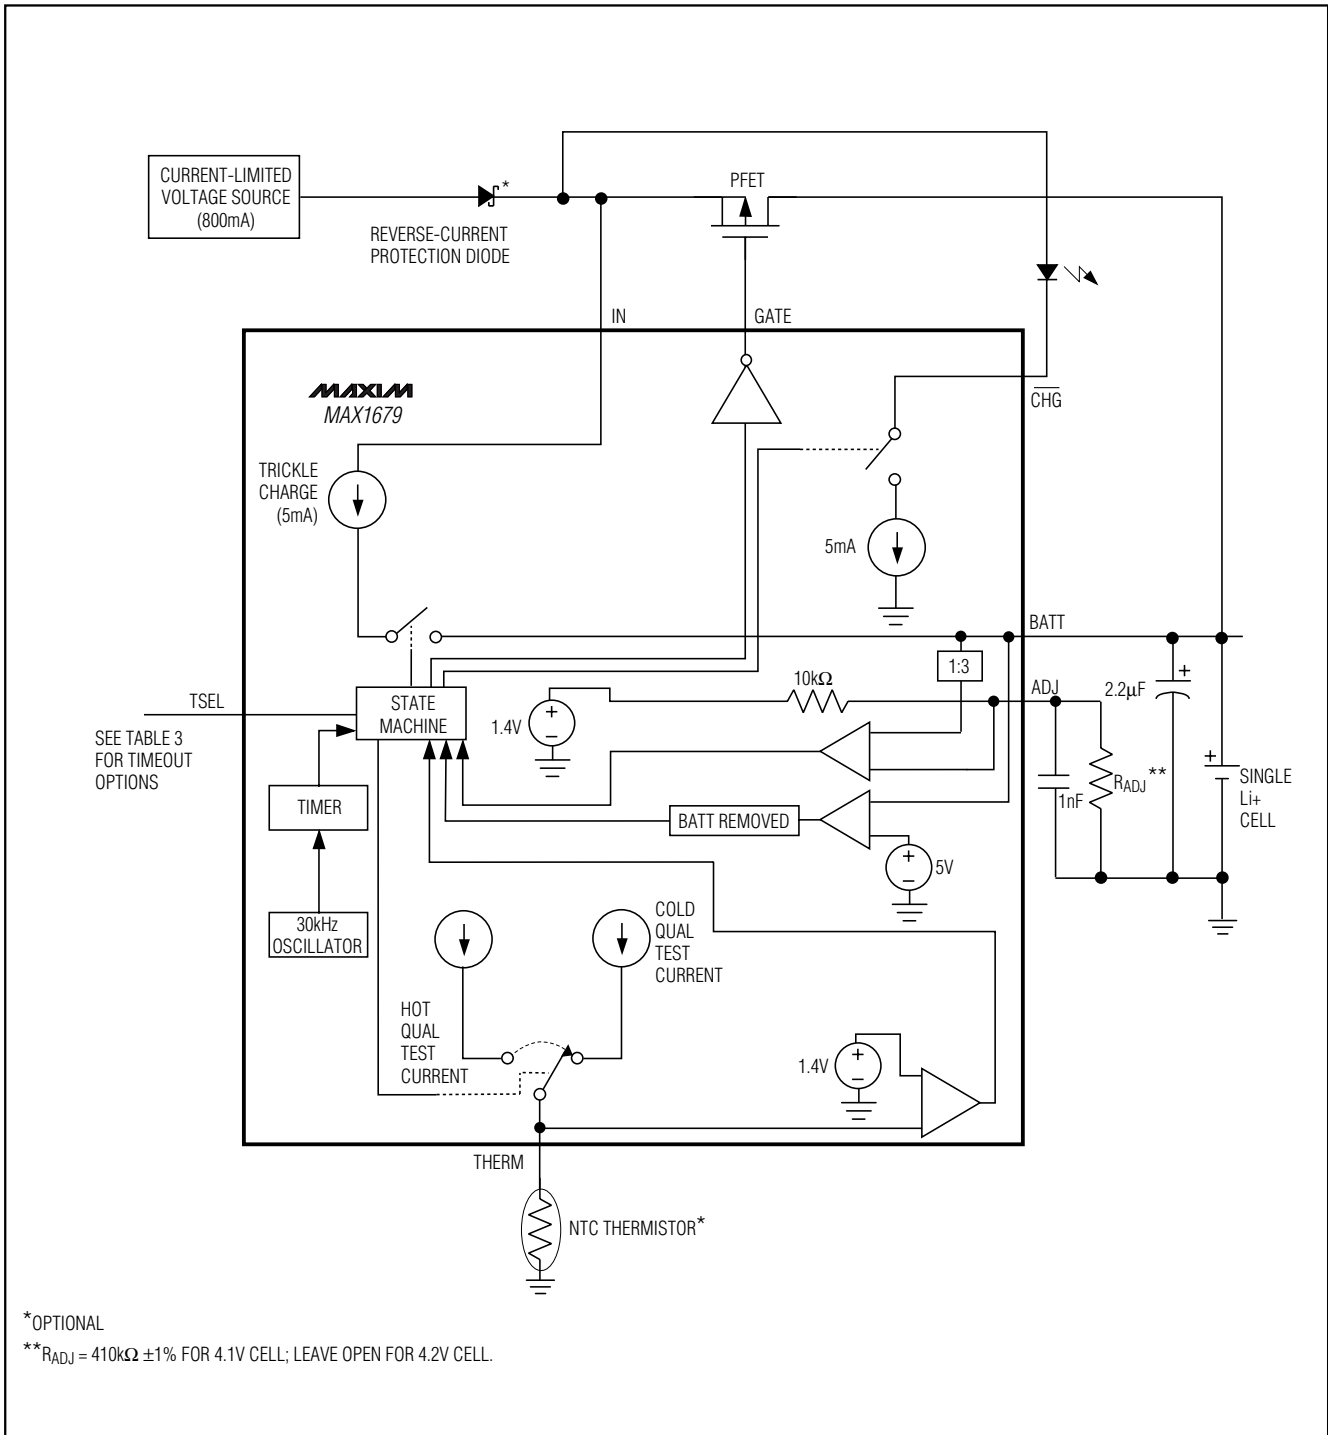 CURRENT-LIMITED
VOLTAGE SOURCE
(800mA)
*
REVERSE-CURRENT
PROTECTION DIODE
PFET
IN
GATE
MAXIM
MAX1679
CHG
TRICKLE
CHARGE
(5mA)
5mA
BATT
1:3
10kΩ
ADJ
2.2μF
+
TSEL
STATE
MACHINE
1.4V
+
−
SEE TABLE 3
FOR TIMEOUT
OPTIONS
RADJ**
1nF
+
SINGLE
Li+
CELL
TIMER
BATT REMOVED
+
−
5V
30kHz
OSCILLATOR
COLD
QUAL
TEST
CURRENT
HOT
QUAL
TEST
CURRENT
1.4V
+
−
THERM
NTC THERMISTOR*
*OPTIONAL
**RADJ = 410kΩ ±1% FOR 4.1V CELL; LEAVE OPEN FOR 4.2V CELL.